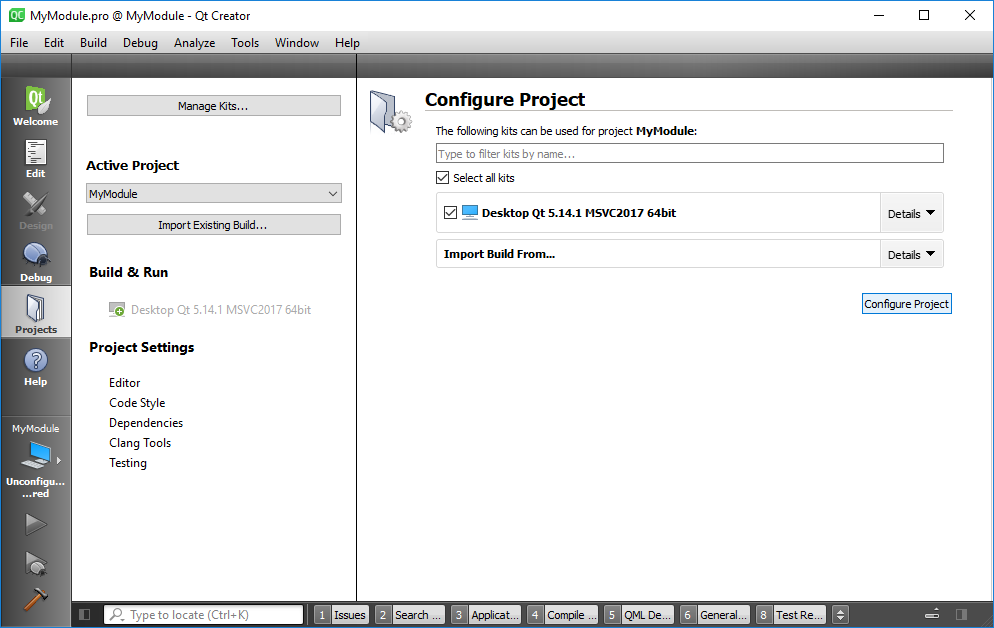 MyModule.pro @ MyModule - Qt Creator
File Edit Build Debug Analyze Tools Window Help
Welcome
Edit
Design
Debug
Projects
Help
MyModule
Unconfigu...
...red
Manage Kits...
Active Project
MyModule
Import Existing Build...
Build & Run
Desktop Qt 5.14.1 MSVC2017 64bit
Project Settings
Editor
Code Style
Dependencies
Clang Tools
Testing
Configure Project
The following kits can be used for project MyModule:
Type to filter kits by name...
Select all kits
Desktop Qt 5.14.1 MSVC2017 64bit Details
Import Build From... Details
Configure Project
Type to locate (Ctrl+K) 1 Issues 2 Search ... 3 Applicat... 4 Compile ... 5 QML De... 6 General... 8 Test Re...